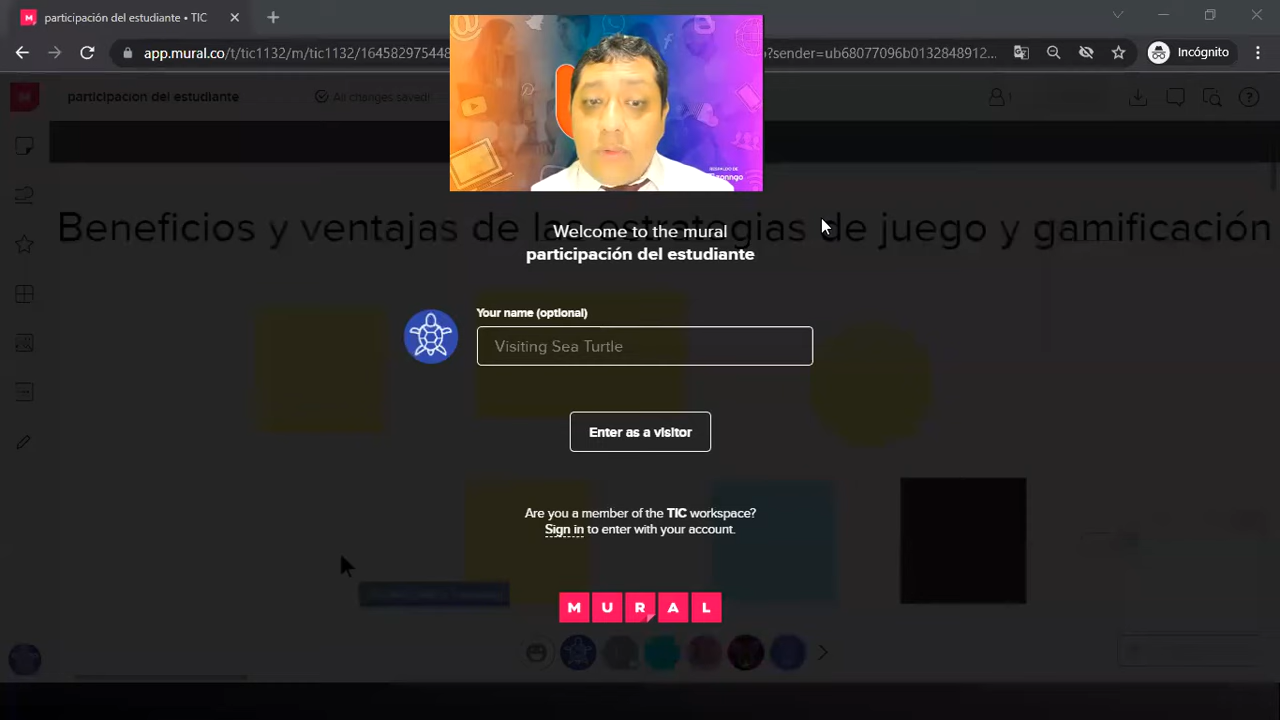 participación del estudiante • TIC
app.mural.co/t/tic1132/m/tic1132/164582975448
o?sender=ub68077096b0132848912...
Incógnito
participacion del estudiante
All changes saved!
1
RESPALDO DE
Welcome to the mural
Beneficios y ventajas de las estrategias de juego y gamificación
participación del estudiante
Your name (optional)
Visiting Sea Turtle
Enter as a visitor
Are you a member of the TIC workspace?
Sign in to enter with your account.
MURAL